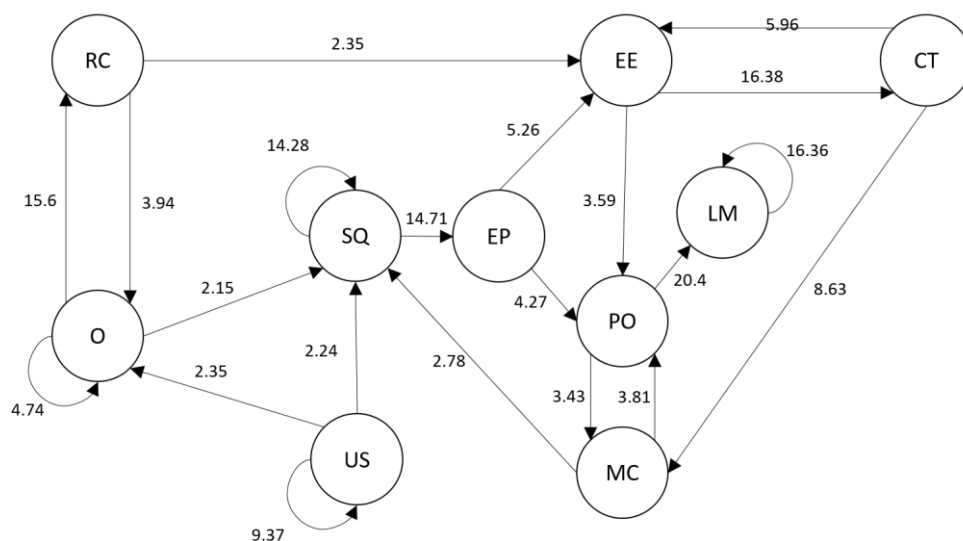 5.96
2.35
RC
EE
CT
16.38
5.26
14.28
16.36
15.6
3.94
3.59
LM
14.71
SQ
EP
8.63
20.4
2.15
4.27
PO
O
2.24
2.78
2.35
3.43
3.81
4.74
US
MC
9.37